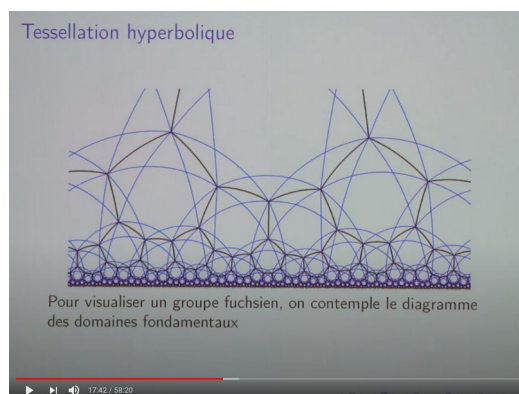 Tessellation hyperbolique
Pour visualiser un groupe fuchsien, on contemple le diagramme
des domaines fondamentaux
17:42 / 58:20